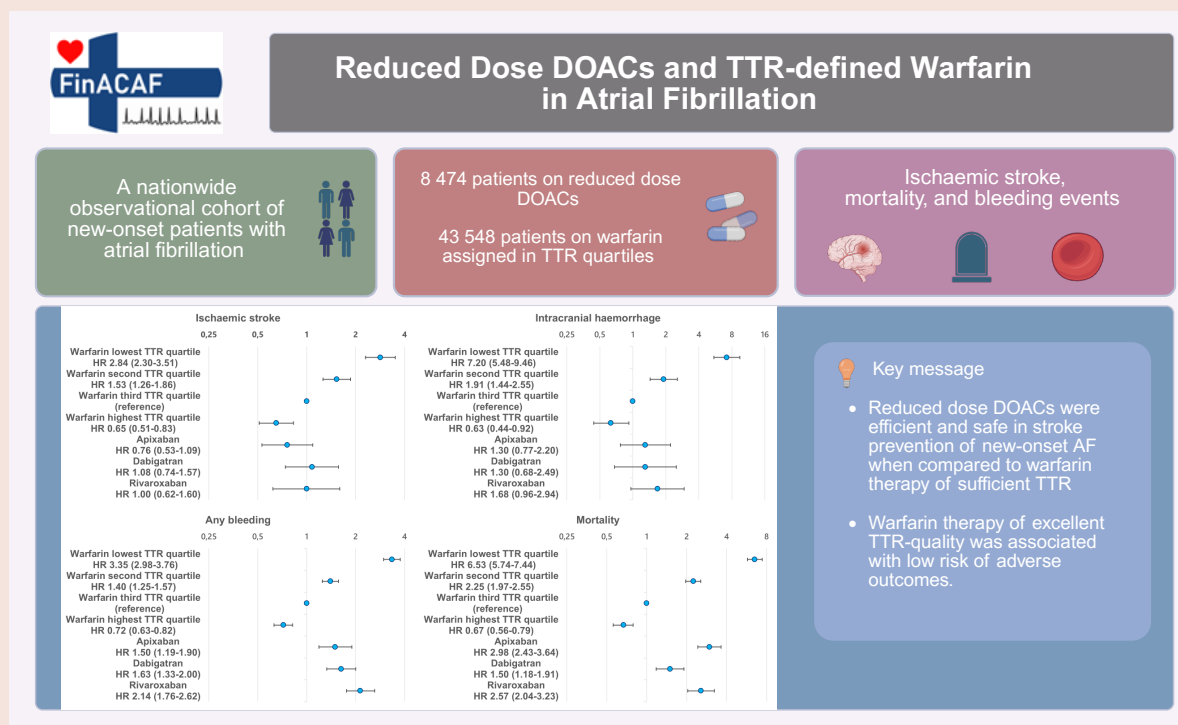 FinACAF
Reduced Dose DOACs and TTR-defined Warfarin
in Atrial Fibrillation
A nationwide
observational cohort of
new-onset patients with
atrial fibrillation
8 474 patients on reduced dose
DOACs
43 548 patients on warfarin
assigned in TTR quartiles
Ischaemic stroke,
mortality, and bleeding events
Ischaemic stroke
0,25 0,5 1 2 4
Warfarin lowest TTR quartile
HR 2.84 (2.30-3.51)
Warfarin second TTR quartile
HR 1.53 (1.26-1.86)
Warfarin third TTR quartile
(reference)
Warfarin highest TTR quartile
HR 0.65 (0.51-0.83)
Apixaban
HR 0.76 (0.53-1.09)
Dabigatran
HR 1.08 (0.74-1.57)
Rivaroxaban
HR 1.00 (0.62-1.60)
Intracranial haemorrhage
0,25 0,5 1 2 4 8 16
Warfarin lowest TTR quartile
HR 7.20 (5.48-9.46)
Warfarin second TTR quartile
HR 1.91 (1.44-2.55)
Warfarin third TTR quartile
(reference)
Warfarin highest TTR quartile
HR 0.63 (0.44-0.92)
Apixaban
HR 1.30 (0.77-2.20)
Dabigatran
HR 1.30 (0.68-2.49)
Rivaroxaban
HR 1.68 (0.96-2.94)
Any bleeding
0,25 0,5 1 2 4
Warfarin lowest TTR quartile
HR 3.35 (2.98-3.76)
Warfarin second TTR quartile
HR 1.40 (1.25-1.57)
Warfarin third TTR quartile
(reference)
Warfarin highest TTR quartile
HR 0.72 (0.63-0.82)
Apixaban
HR 1.50 (1.19-1.90)
Dabigatran
HR 1.63 (1.33-2.00)
Rivaroxaban
HR 2.14 (1.76-2.62)
Mortality
0,5 1 2 4 8
Warfarin lowest TTR quartile
HR 6.53 (5.74-7.44)
Warfarin second TTR quartile
HR 2.25 (1.97-2.55)
Warfarin third TTR quartile
(reference)
Warfarin highest TTR quartile
HR 0.67 (0.56-0.79)
Apixaban
HR 2.98 (2.43-3.64)
Dabigatran
HR 1.50 (1.18-1.91)
Rivaroxaban
HR 2.57 (2.04-3.23)
Key message
• Reduced dose DOACs were
efficient and safe in stroke
prevention of new-onset AF
when compared to warfarin
therapy of sufficient TTR
• Warfarin therapy of excellent
TTR-quality was associated
with low risk of adverse
outcomes.